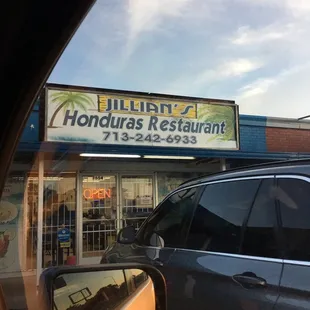 JILLIAN'S
Honduras Restaurant
713-242-6933
OPEN